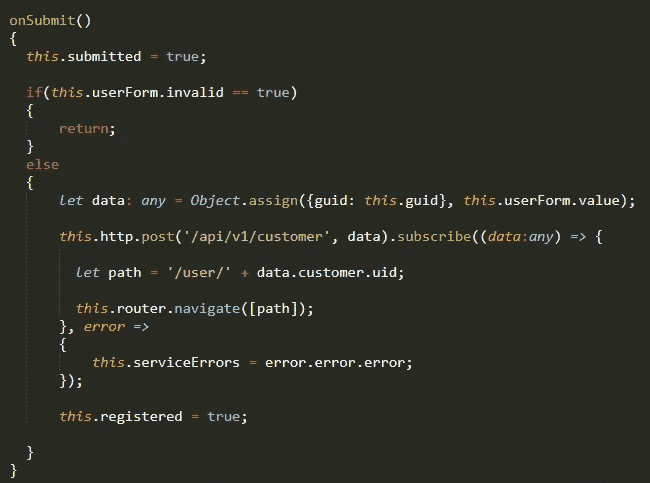 onSubmit()
{
  this.submitted = true;

  if(this.userForm.invalid == true)
  {
      return;
  }
  else
  {
      let data: any = Object.assign({guid: this.guid}, this.userForm.value);

      this.http.post('/api/v1/customer', data).subscribe((data:any) => {

        let path = '/user/' + data.customer.uid;

        this.router.navigate([path]);
      }, error =>
      {
          this.serviceErrors = error.error.error;
      });

      this.registered = true;

  }
}